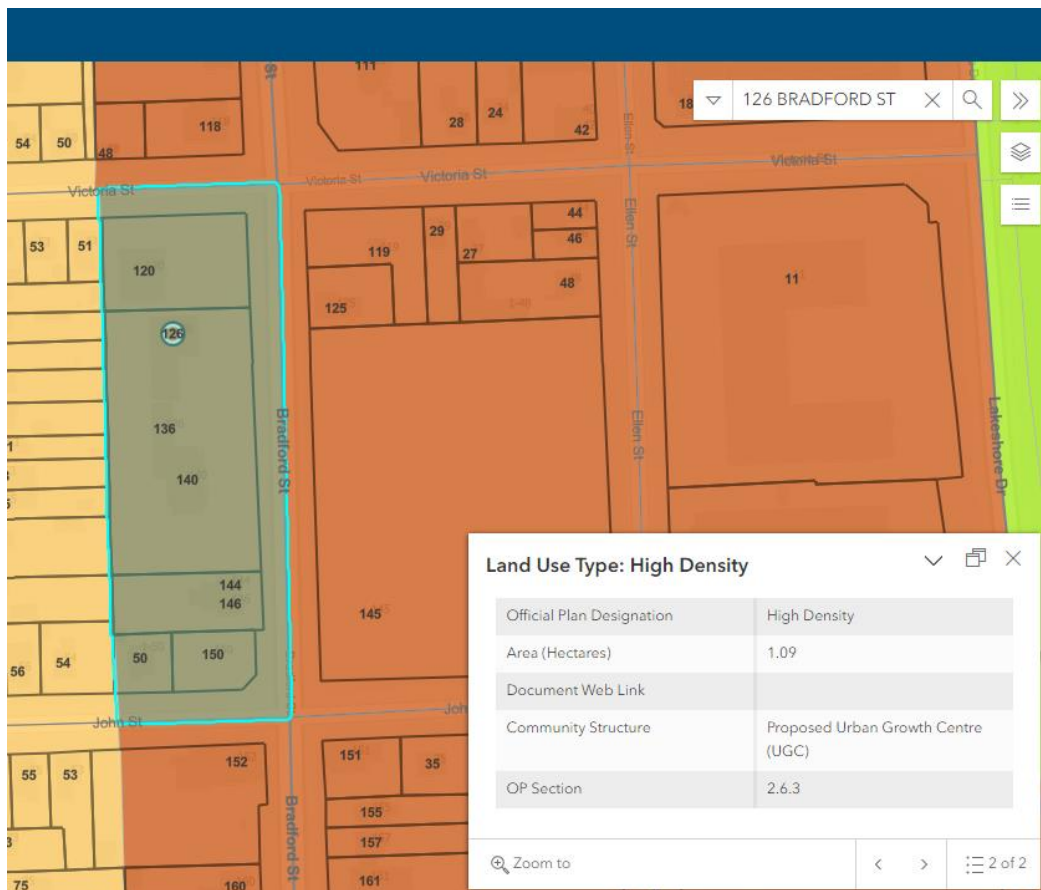 111
118
54
50
48
28
24
42
18
126 BRADFORD ST
Victoria St
Victoria St
Victoria St
Victoria St
Ellen St
53
51
120
119
29
27
44
46
48
125
11
Ellen St
126
136
140
Bradford St
Ellen St
Lakeshore Dr
144
146
145
56
54
50
150
John St
55
53
152
151
35
155
157
161
75
160
Bradford St
Land Use Type: High Density
Official Plan Designation High Density
Area (Hectares) 1.09
Document Web Link
Community Structure Proposed Urban Growth Centre
(UGC)
OP Section 2.6.3
Zoom to
2 of 2